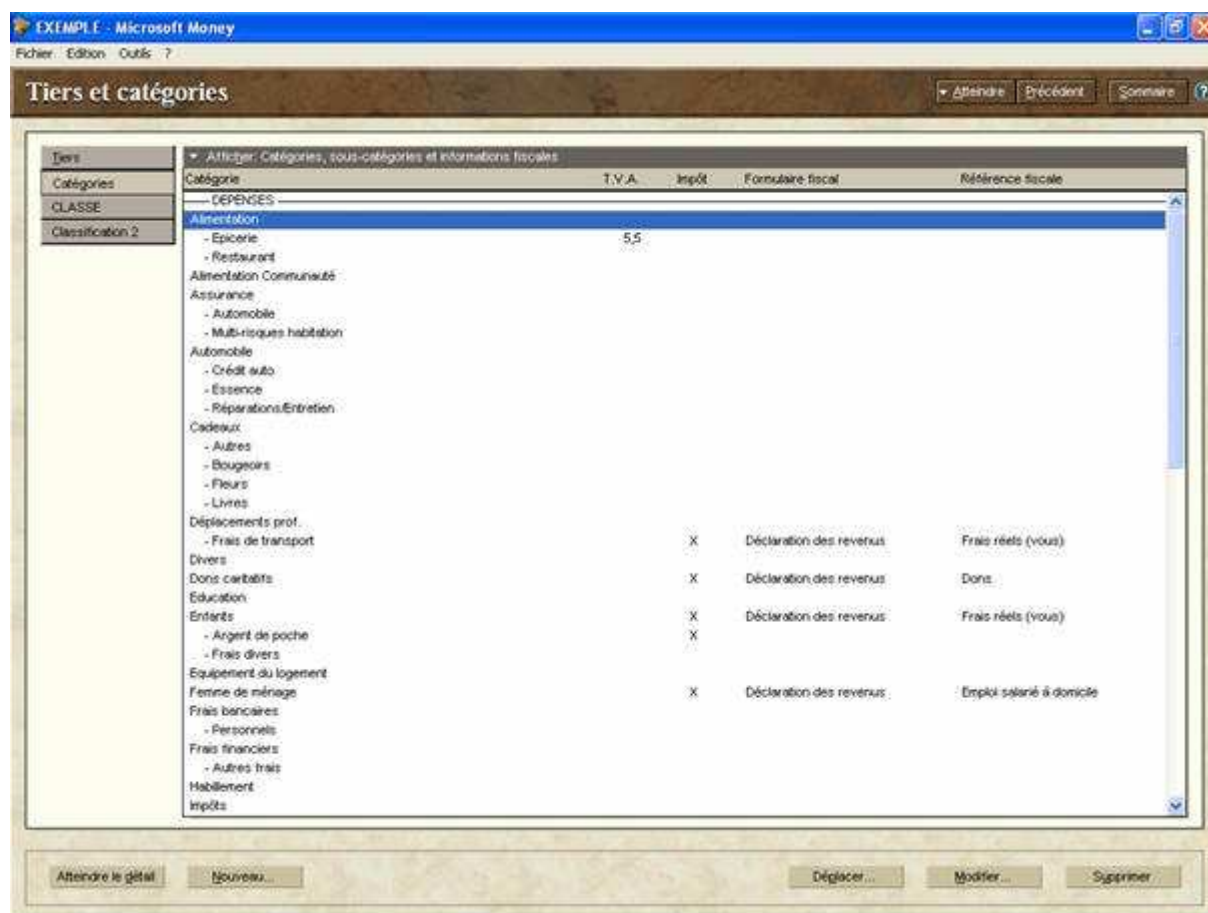 EXEMPLE - Microsoft Money
Fichier Edition Outils ?
Tiers et catégories
Atteindre Précédent Sommaire ?
Tiers
Catégories
CLASSE
Classification 2
Afficher: Catégories, sous-catégories et informations fiscales
Catégorie T.V.A. Impôt Formulaire fiscal Référence fiscale
DEPENSES
Alimentation
- Epicerie 5,5
- Restaurant
Alimentation Communauté
Assurance
- Automobile
- Multi-risques habitation
Automobile
- Crédit auto
- Essence
- Réparations/Entretien
Cadeaux
- Autres
- Bougeoirs
- Fleurs
- Livres
Déplacements prof.
- Frais de transport X Déclaration des revenus Frais réels (vous)
Divers
Dons caritatifs X Déclaration des revenus Dons
Education
Enfants X Déclaration des revenus Frais réels (vous)
- Argent de poche X
- Frais divers
Equipement du logement
Femme de ménage X Déclaration des revenus Emploi salarié à domicile
Frais bancaires
- Personnels
Frais financiers
- Autres frais
Habillement
Impôts
Atteindre le détail Nouveau... Déplacer... Modifier... Supprimer